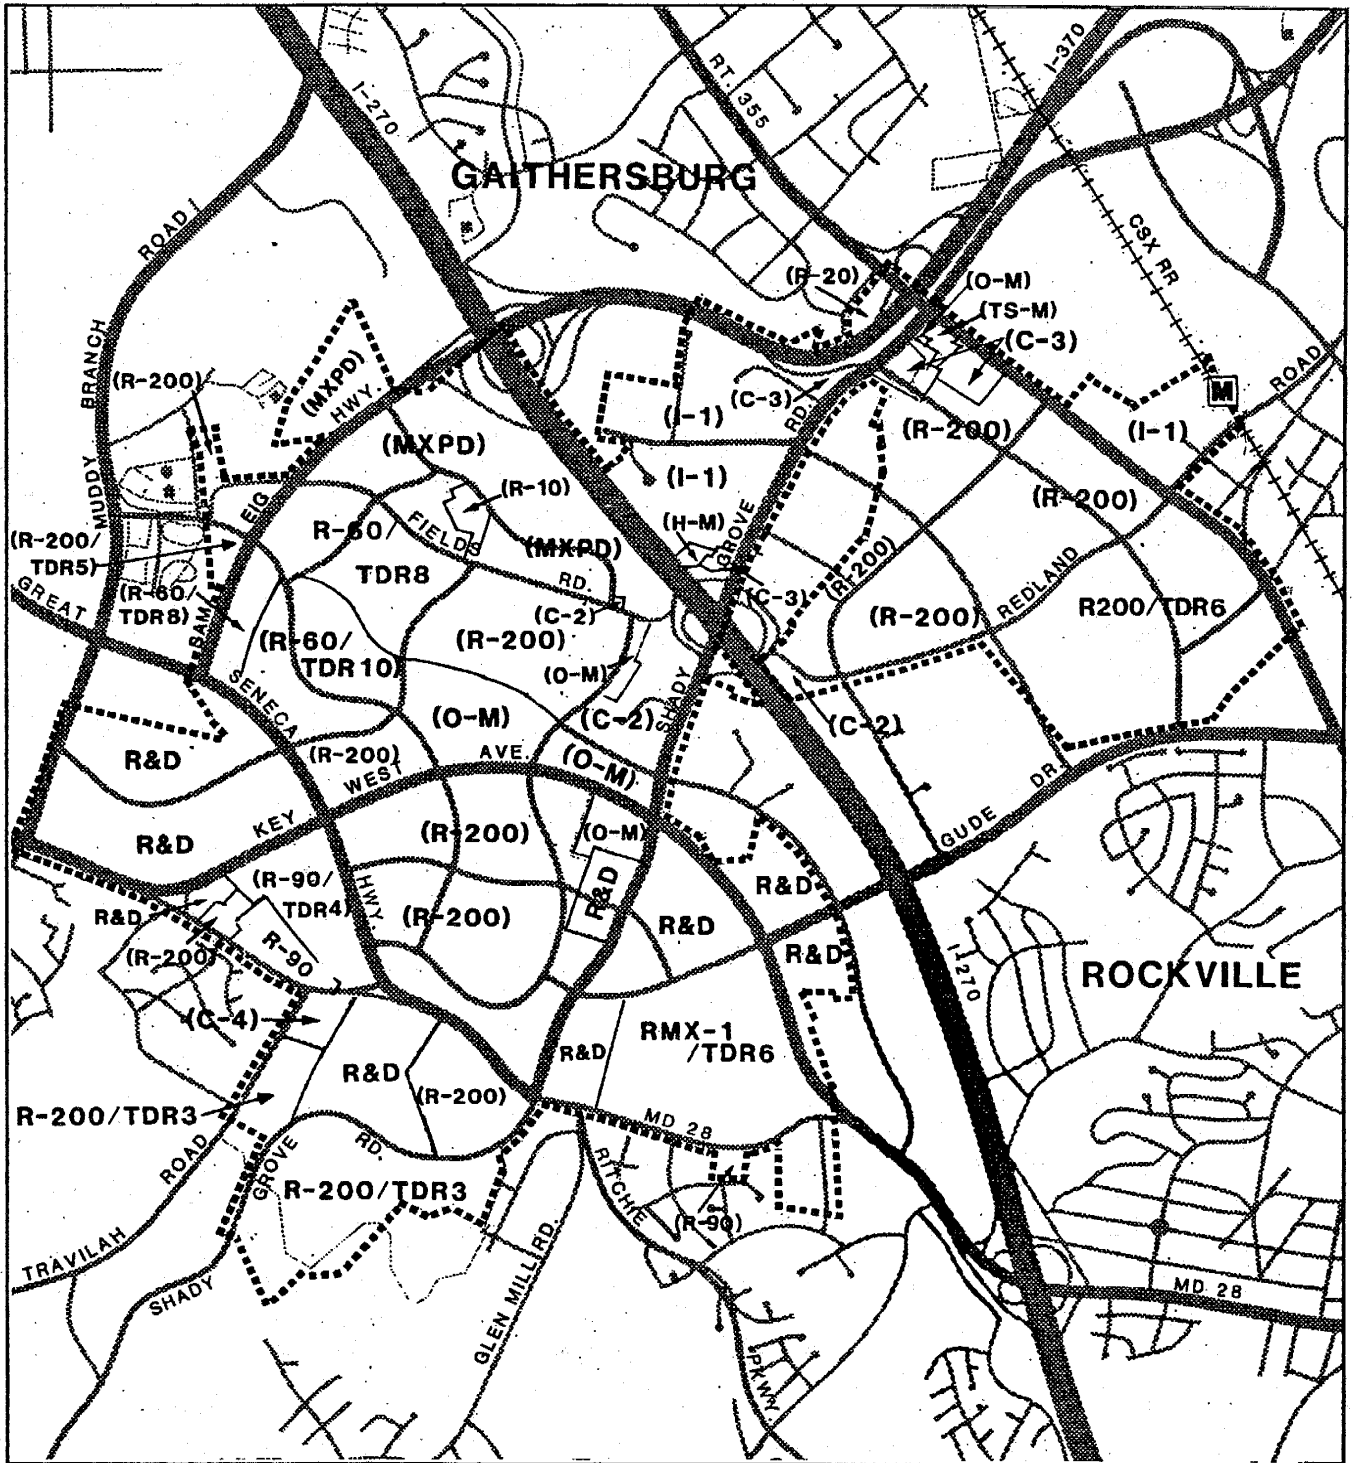 I-270
RT. 355
I-370
GAITHERSBURG
ROAD
CSX RR
(R-20)
(O-M)
(TS-M)
(C-3)
BRANCH
(R-200)
(MXPD)
HWY.
(C-3)
(I-1)
RD.
ROAD
M
(R-200)
(I-1)
(MXPD)
(I-1)
(R-10)
(R-200)
MUDDY
EIG
R-60/
TDR8
FIELDS
(MXPD)
RD.
(H-M)
GROVE
(R-200/
TDR5)
(R-60/
TDR8)
GREAT
SAM
(R-200)
REDLAND
R200/TDR6
(C-2)
(C-3)
(R-200)
(R-60/
TDR10)
(R-200)
(O-M)
SENECA
(O-M)
(C-2)
SHADY
(C-2)
R&D
(R-200)
WEST
AVE.
(O-M)
DR.
GUDE
R&D
KEY
(R-200)
(O-M)
R&D
(R-90/
TDR4)
HWY.
R&D
R&D
R&D
(R-200)
R&D
(R-200)
R-90
R&D
I-270
ROCKVILLE
(C-4)
RMX-1
/TDR6
R&D
R&D
(R-200)
R-200/TDR3
MD 28
ROAD
GROVE
RD.
RITCHIE
R-200/TDR3
(R-90)
TRAVILAH
SHADY
GLEN MILL RD.
MD 28
PKWY.